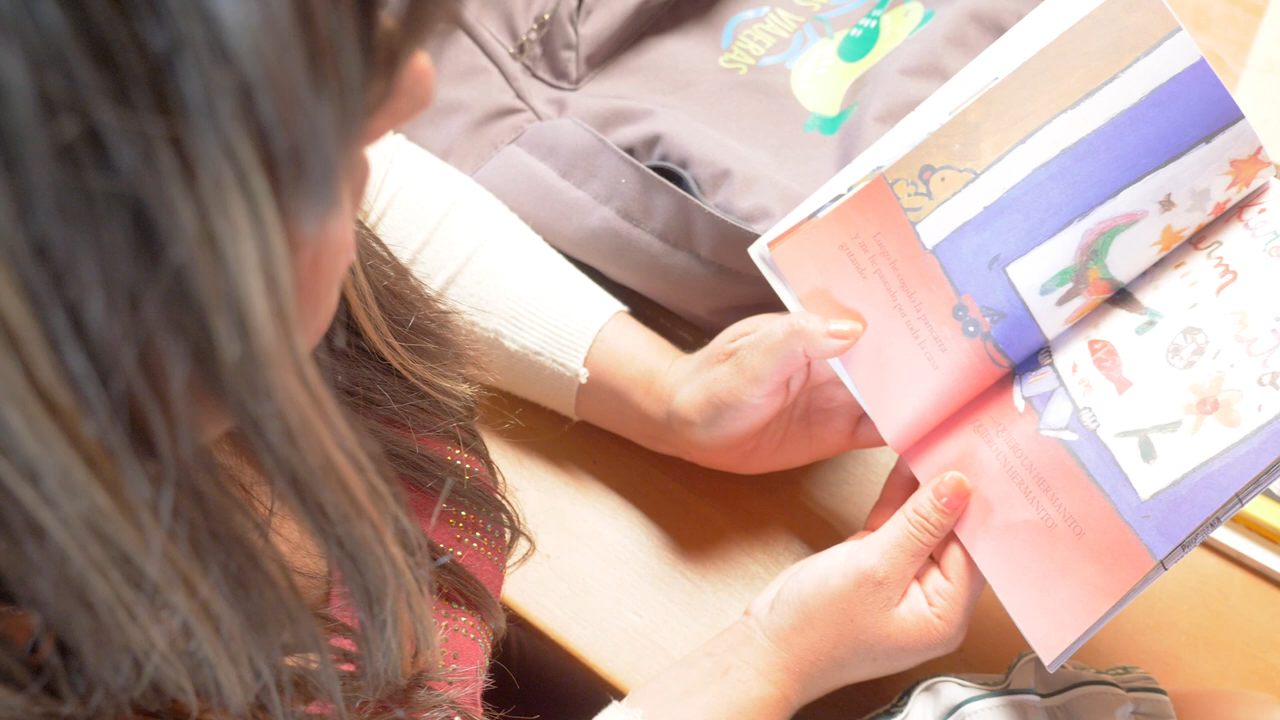 VIAJERAS
Luego he cogido la pancarta
y me he paseado por toda la casa
gritando:
¡QUIERO UN HERMANITO!
¡QUIERO UN HERMANITO!